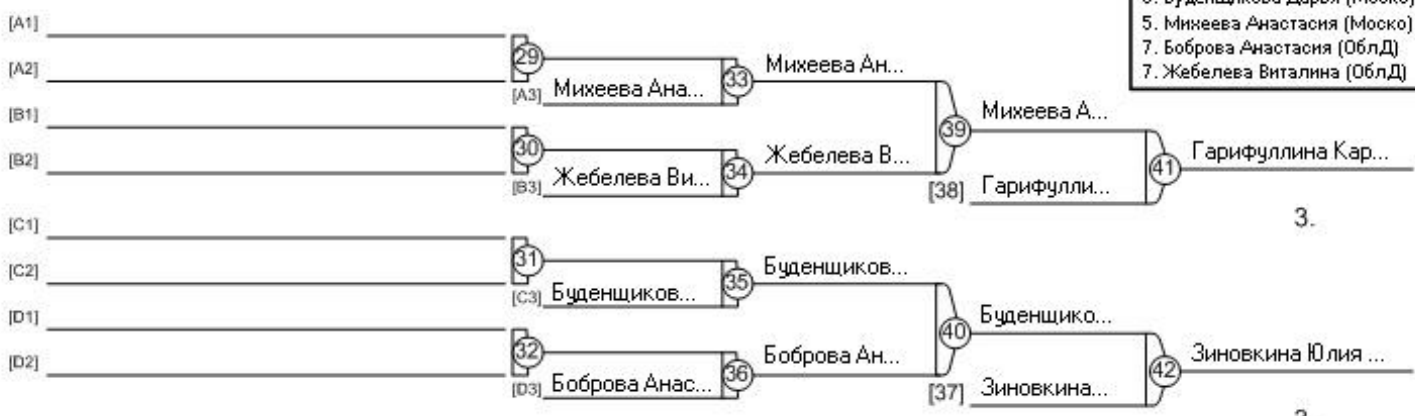 5. Михеева Анастасия (Моско)
7. Боброва Анастасия (ОблД)
7. Жебелева Виталина (ОблД)
[A1]
[A2]
29
[A3] Михеева Ана...
33
Михеева Ан...
[B1]
[B2]
30
[B3] Жебелева Ви...
34
Жебелева В...
39
Михеева А...
[38] Гарифулли...
41
Гарифуллина Кар...
3.
[C1]
[C2]
31
[C3] Буденщиков...
35
Буденщиков...
[D1]
[D2]
32
[D3] Боброва Анас...
36
Боброва Ан...
40
Буденщико...
[37] Зиновкина...
42
Зиновкина Юлия ...